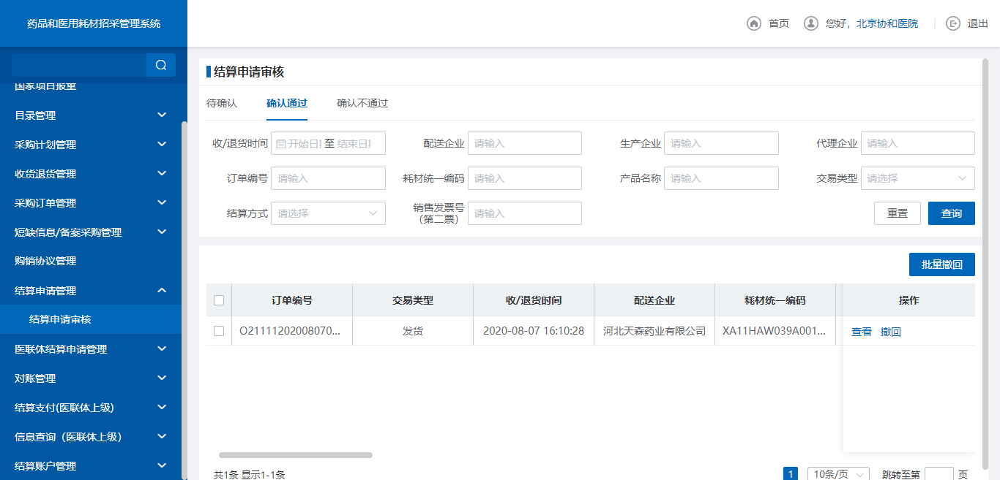 药品和医用耗材招采管理系统
首页 您好，北京协和医院 退出
国家项目报量
目录管理
采购计划管理
收货退货管理
采购订单管理
短缺信息/备案采购管理
购销协议管理
结算申请管理
结算申请审核
医联体结算申请管理
对账管理
结算支付(医联体上级)
信息查询（医联体上级）
结算账户管理
结算申请审核
待确认 确认通过 确认不通过
收/退货时间 开始日 至 结束日 配送企业 请输入 生产企业 请输入 代理企业 请输入
订单编号 请输入 耗材统一编码 请输入 产品名称 请输入 交易类型 请选择
结算方式 请选择 销售发票号 请输入 重置 查询
（第二票）
批量撤回
订单编号 交易类型 收/退货时间 配送企业 耗材统一编码 操作
O21111202008070... 发货 2020-08-07 16:10:28 河北天森药业有限公司 XA11HAW039A001... 查看 撤回
共1条 显示1-1条 1 10条/页 跳转至第 页